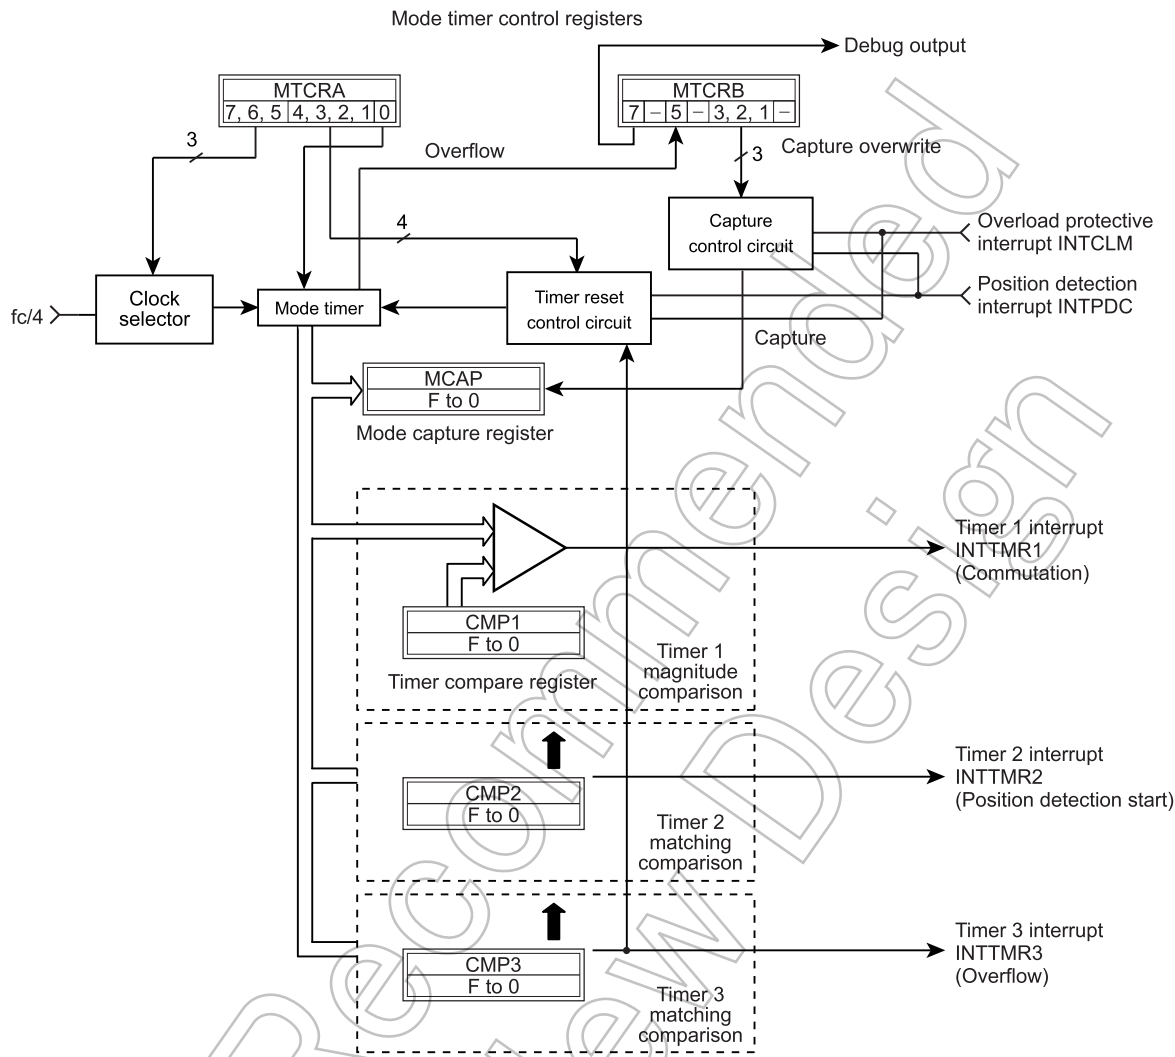 Mode timer control registers
Debug output
MTCRA
7, 6, 5 4, 3, 2, 1 0
MTCRB
7 – 5 – 3, 2, 1 –
3
Overflow
3
Capture overwrite
4
Capture
control circuit
Overload protective
interrupt INTCLM
Position detection
interrupt INTPDC
fc/4
Clock
selector
Mode timer
Timer reset
control circuit
Capture
MCAP
F to 0
Mode capture register
Timer 1 interrupt
INTTMR1
(Commutation)
CMP1
F to 0
Timer compare register
Timer 1
magnitude
comparison
Timer 2 interrupt
INTTMR2
(Position detection start)
CMP2
F to 0
Timer 2
matching
comparison
Timer 3 interrupt
INTTMR3
(Overflow)
CMP3
F to 0
Timer 3
matching
comparison
Recommended
ew Design